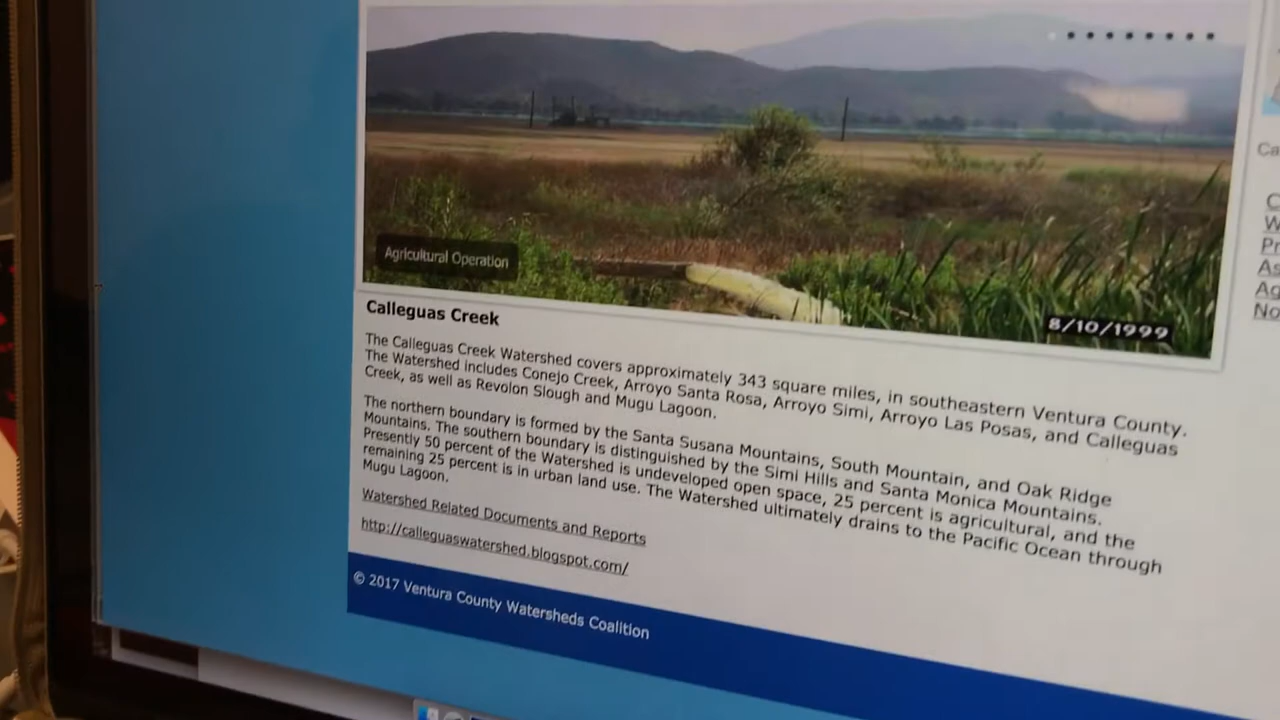 Agricultural Operation
8/10/1999
Calleguas Creek
The Calleguas Creek Watershed covers approximately 343 square miles, in southeastern Ventura County.
The Watershed includes Conejo Creek, Arroyo Santa Rosa, Arroyo Simi, Arroyo Las Posas, and Calleguas
Creek, as well as Revolon Slough and Mugu Lagoon.
The northern boundary is formed by the Santa Susana Mountains, South Mountain, and Oak Ridge
Mountains. The southern boundary is distinguished by the Simi Hills and Santa Monica Mountains.
Presently 50 percent of the Watershed is undeveloped open space, 25 percent is agricultural, and the
remaining 25 percent is in urban land use. The Watershed ultimately drains to the Pacific Ocean through
Mugu Lagoon.
Watershed Related Documents and Reports
http://calleguaswatershed.blogspot.com/
© 2017 Ventura County Watersheds Coalition